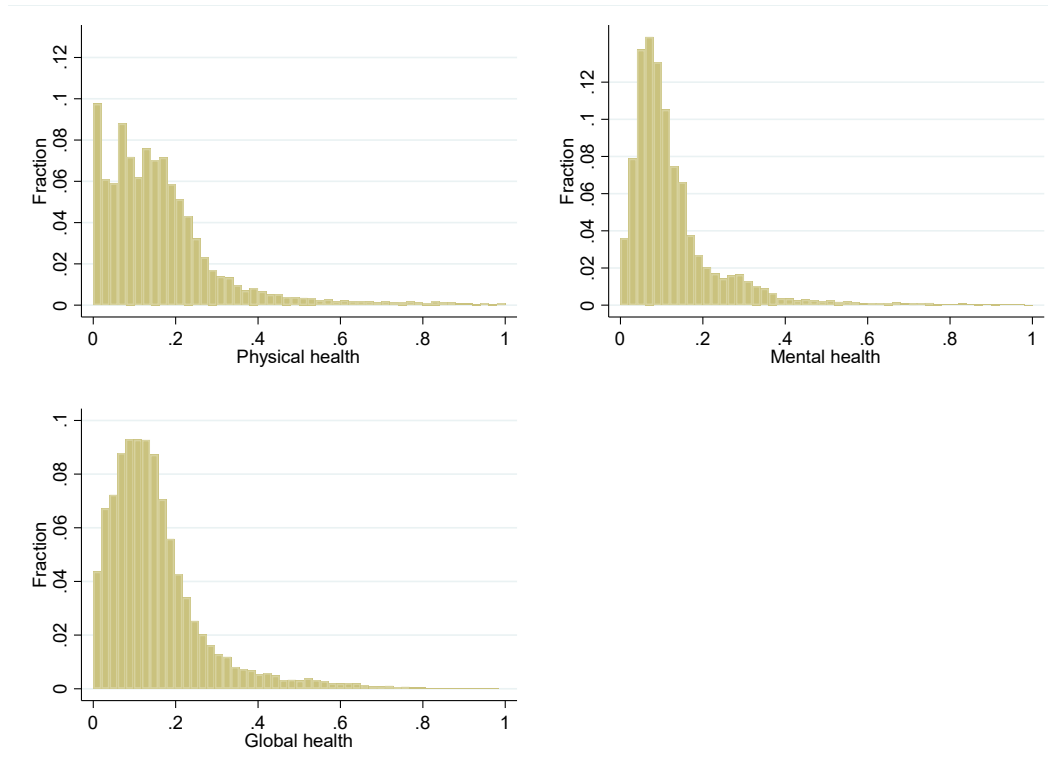 Fraction
0 .02 .04 .06 .08 .1 .12
0 .2 .4 .6 .8 1
Physical health
Fraction
0 .02 .04 .06 .08 .1 .12
0 .2 .4 .6 .8 1
Mental health
Fraction
0 .02 .04 .06 .08 .1
0 .2 .4 .6 .8 1
Global health